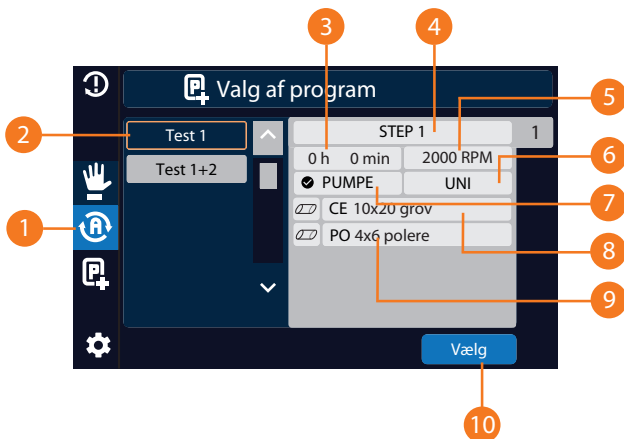 3
4
Valg af program
5
2
Test 1
STEP 1
1
0 h 0 min
2000 RPM
6
Test 1+2
PUMPE
UNI
7
1
A
CE 10x20 grov
8
PO 4x6 polere
P
9
Vælg
10